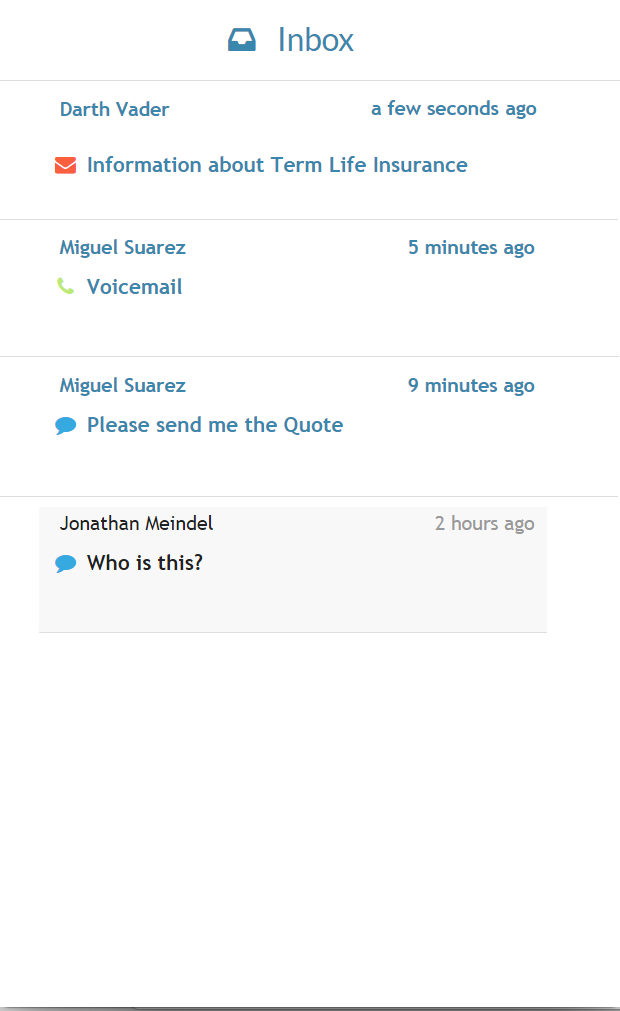 Inbox
Darth Vader a few seconds ago
Information about Term Life Insurance
Miguel Suarez 5 minutes ago
Voicemail
Miguel Suarez 9 minutes ago
Please send me the Quote
Jonathan Meindel 2 hours ago
Who is this?